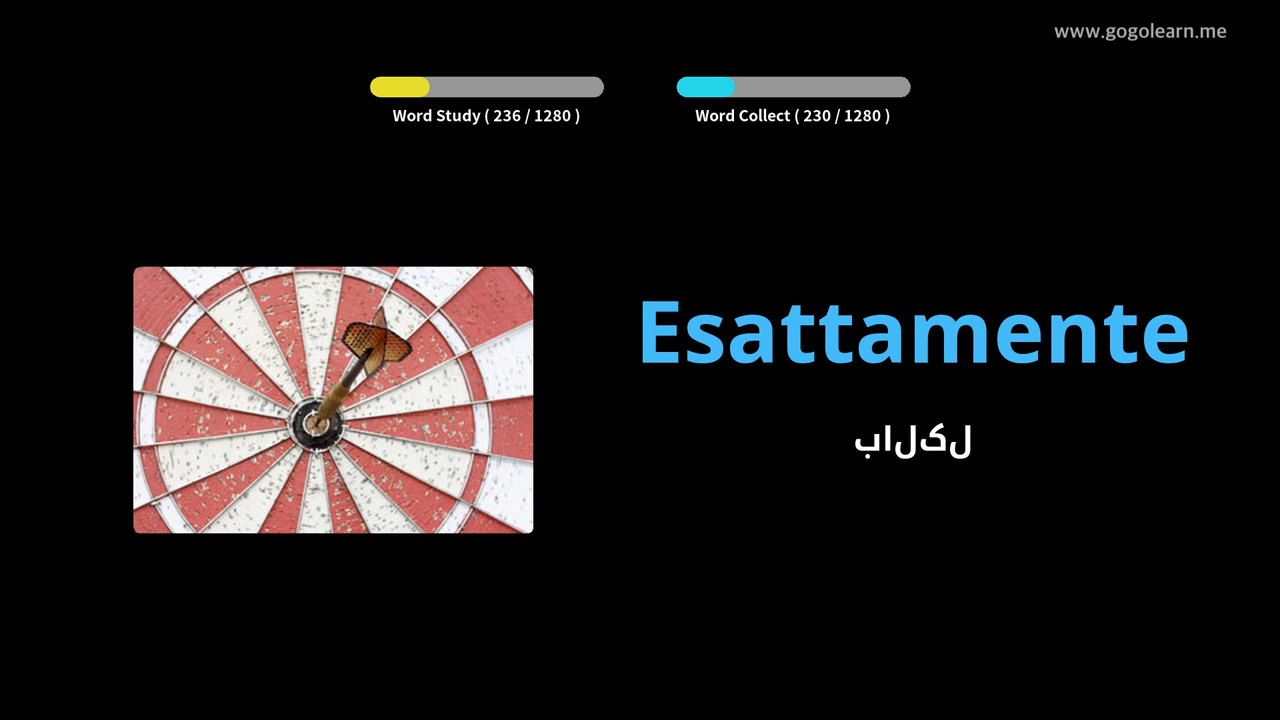 www.gogolearn.me
Word Study ( 236 / 1280 )
Word Collect ( 230 / 1280 )
Esattamente
بالکل